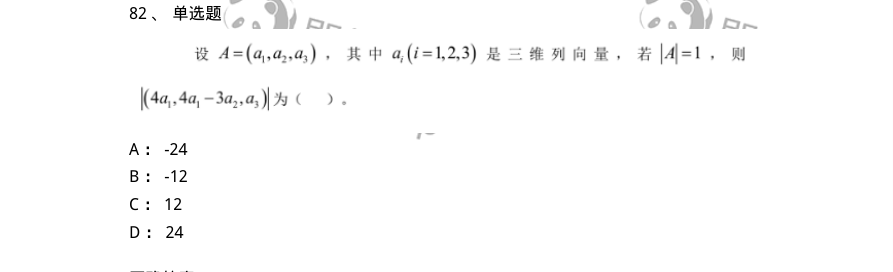 82 、 单选题
设 A=(a₁,a₂,a₃) ， 其中 aᵢ(i=1,2,3) 是三维列向量，若 |A|=1 ， 则
|(4a₁,4a₁−3a₂,a₃)| 为（ ）。
A： -24
B： -12
C： 12
D： 24